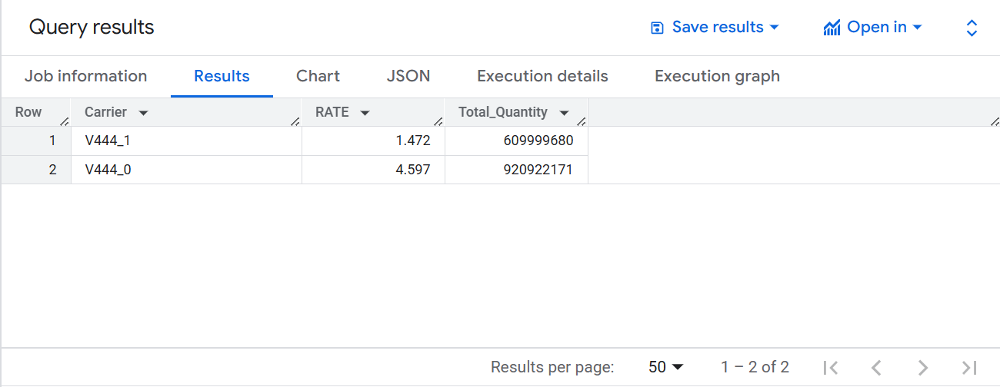 Query results Save results Open in
Job information Results Chart JSON Execution details Execution graph
Row Carrier RATE Total_Quantity
1 V444_1 1.472 609999680
2 V444_0 4.597 920922171
Results per page: 50 1 – 2 of 2